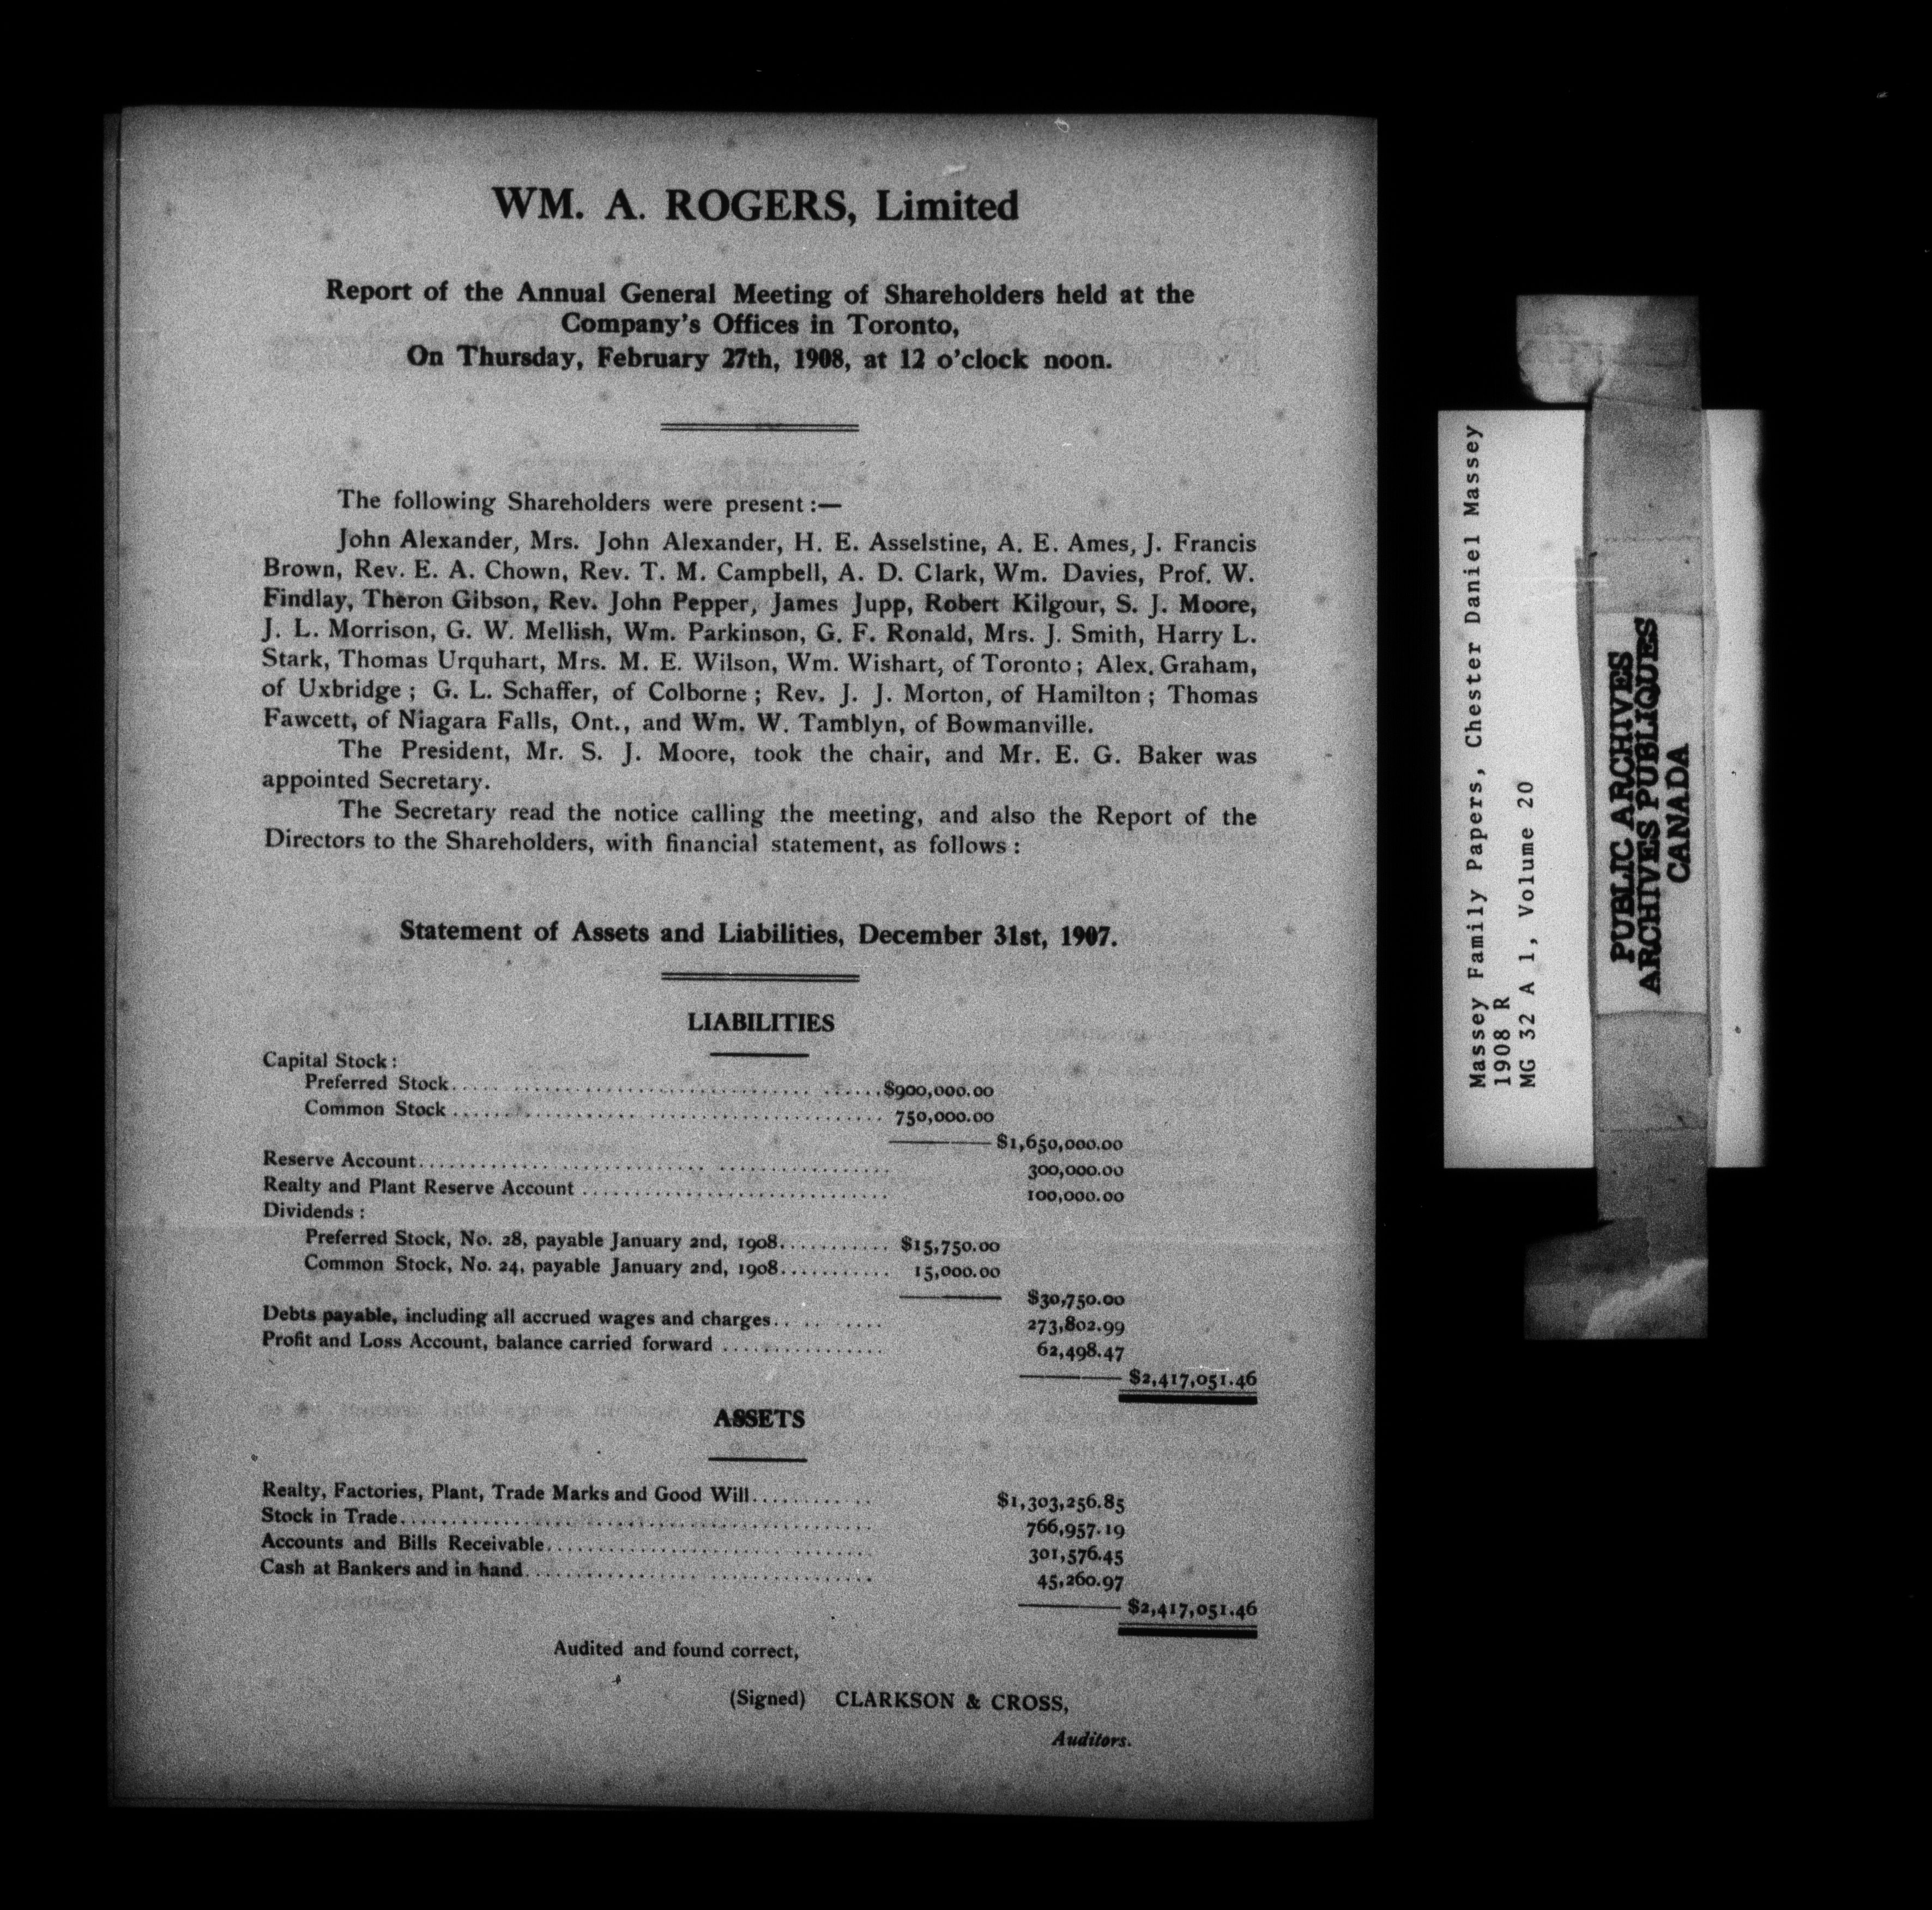 WM. A. ROGERS, Limited
Report of the Annual General Meeting of Shareholders held at the
Company's Offices in Toronto,
On Thursday, February 27th, 1908, at 12 o'clock noon.
The following Shareholders were present :—
John Alexander, Mrs. John Alexander, H. E. Asselstine, A. E. Ames, J. Francis
Brown, Rev. E. A. Chown, Rev. T. M. Campbell, A. D. Clark, Wm. Davies, Prof. W.
Findlay, Theron Gibson, Rev. John Pepper, James Jupp, Robert Kilgour, S. J. Moore,
J. L. Morrison, G. W. Mellish, Wm. Parkinson, G. F. Ronald, Mrs. J. Smith, Harry L.
Stark, Thomas Urquhart, Mrs. M. E. Wilson, Wm. Wishart, of Toronto ; Alex. Graham,
of Uxbridge ; G. L. Schaffer, of Colborne ; Rev. J. J. Morton, of Hamilton ; Thomas
Fawcett, of Niagara Falls, Ont., and Wm. W. Tamblyn, of Bowmanville.
The President, Mr. S. J. Moore, took the chair, and Mr. E. G. Baker was
appointed Secretary.
The Secretary read the notice calling the meeting, and also the Report of the
Directors to the Shareholders, with financial statement, as follows :
Statement of Assets and Liabilities, December 31st, 1907.
LIABILITIES
Capital Stock :
Preferred Stock........................................$900,000.00
Common Stock........................................ 750,000.00
$1,650,000.00
Reserve Account........................................ 300,000.00
Realty and Plant Reserve Account .............................. 100,000.00
Dividends :
Preferred Stock, No. 28, payable January 2nd, 1908........... $15,750.00
Common Stock, No. 24, payable January 2nd, 1908........... 15,000.00
$30,750.00
Debts payable, including all accrued wages and charges........... 273,802.99
Profit and Loss Account, balance carried forward ................ 62,498.47
$2,417,051.46
ASSETS
Realty, Factories, Plant, Trade Marks and Good Will............ $1,303,256.85
Stock in Trade........................................ 766,957.19
Accounts and Bills Receivable................................ 301,576.45
Cash at Bankers and in hand.................................. 45,260.97
$2,417,051.46
Audited and found correct,
(Signed) CLARKSON & CROSS,
Auditors.
Massey Family Papers, Chester Daniel Massey
1908 R
MG 32 A 1, Volume 20
PUBLIC ARCHIVES
ARCHIVES PUBLIQUES
CANADA